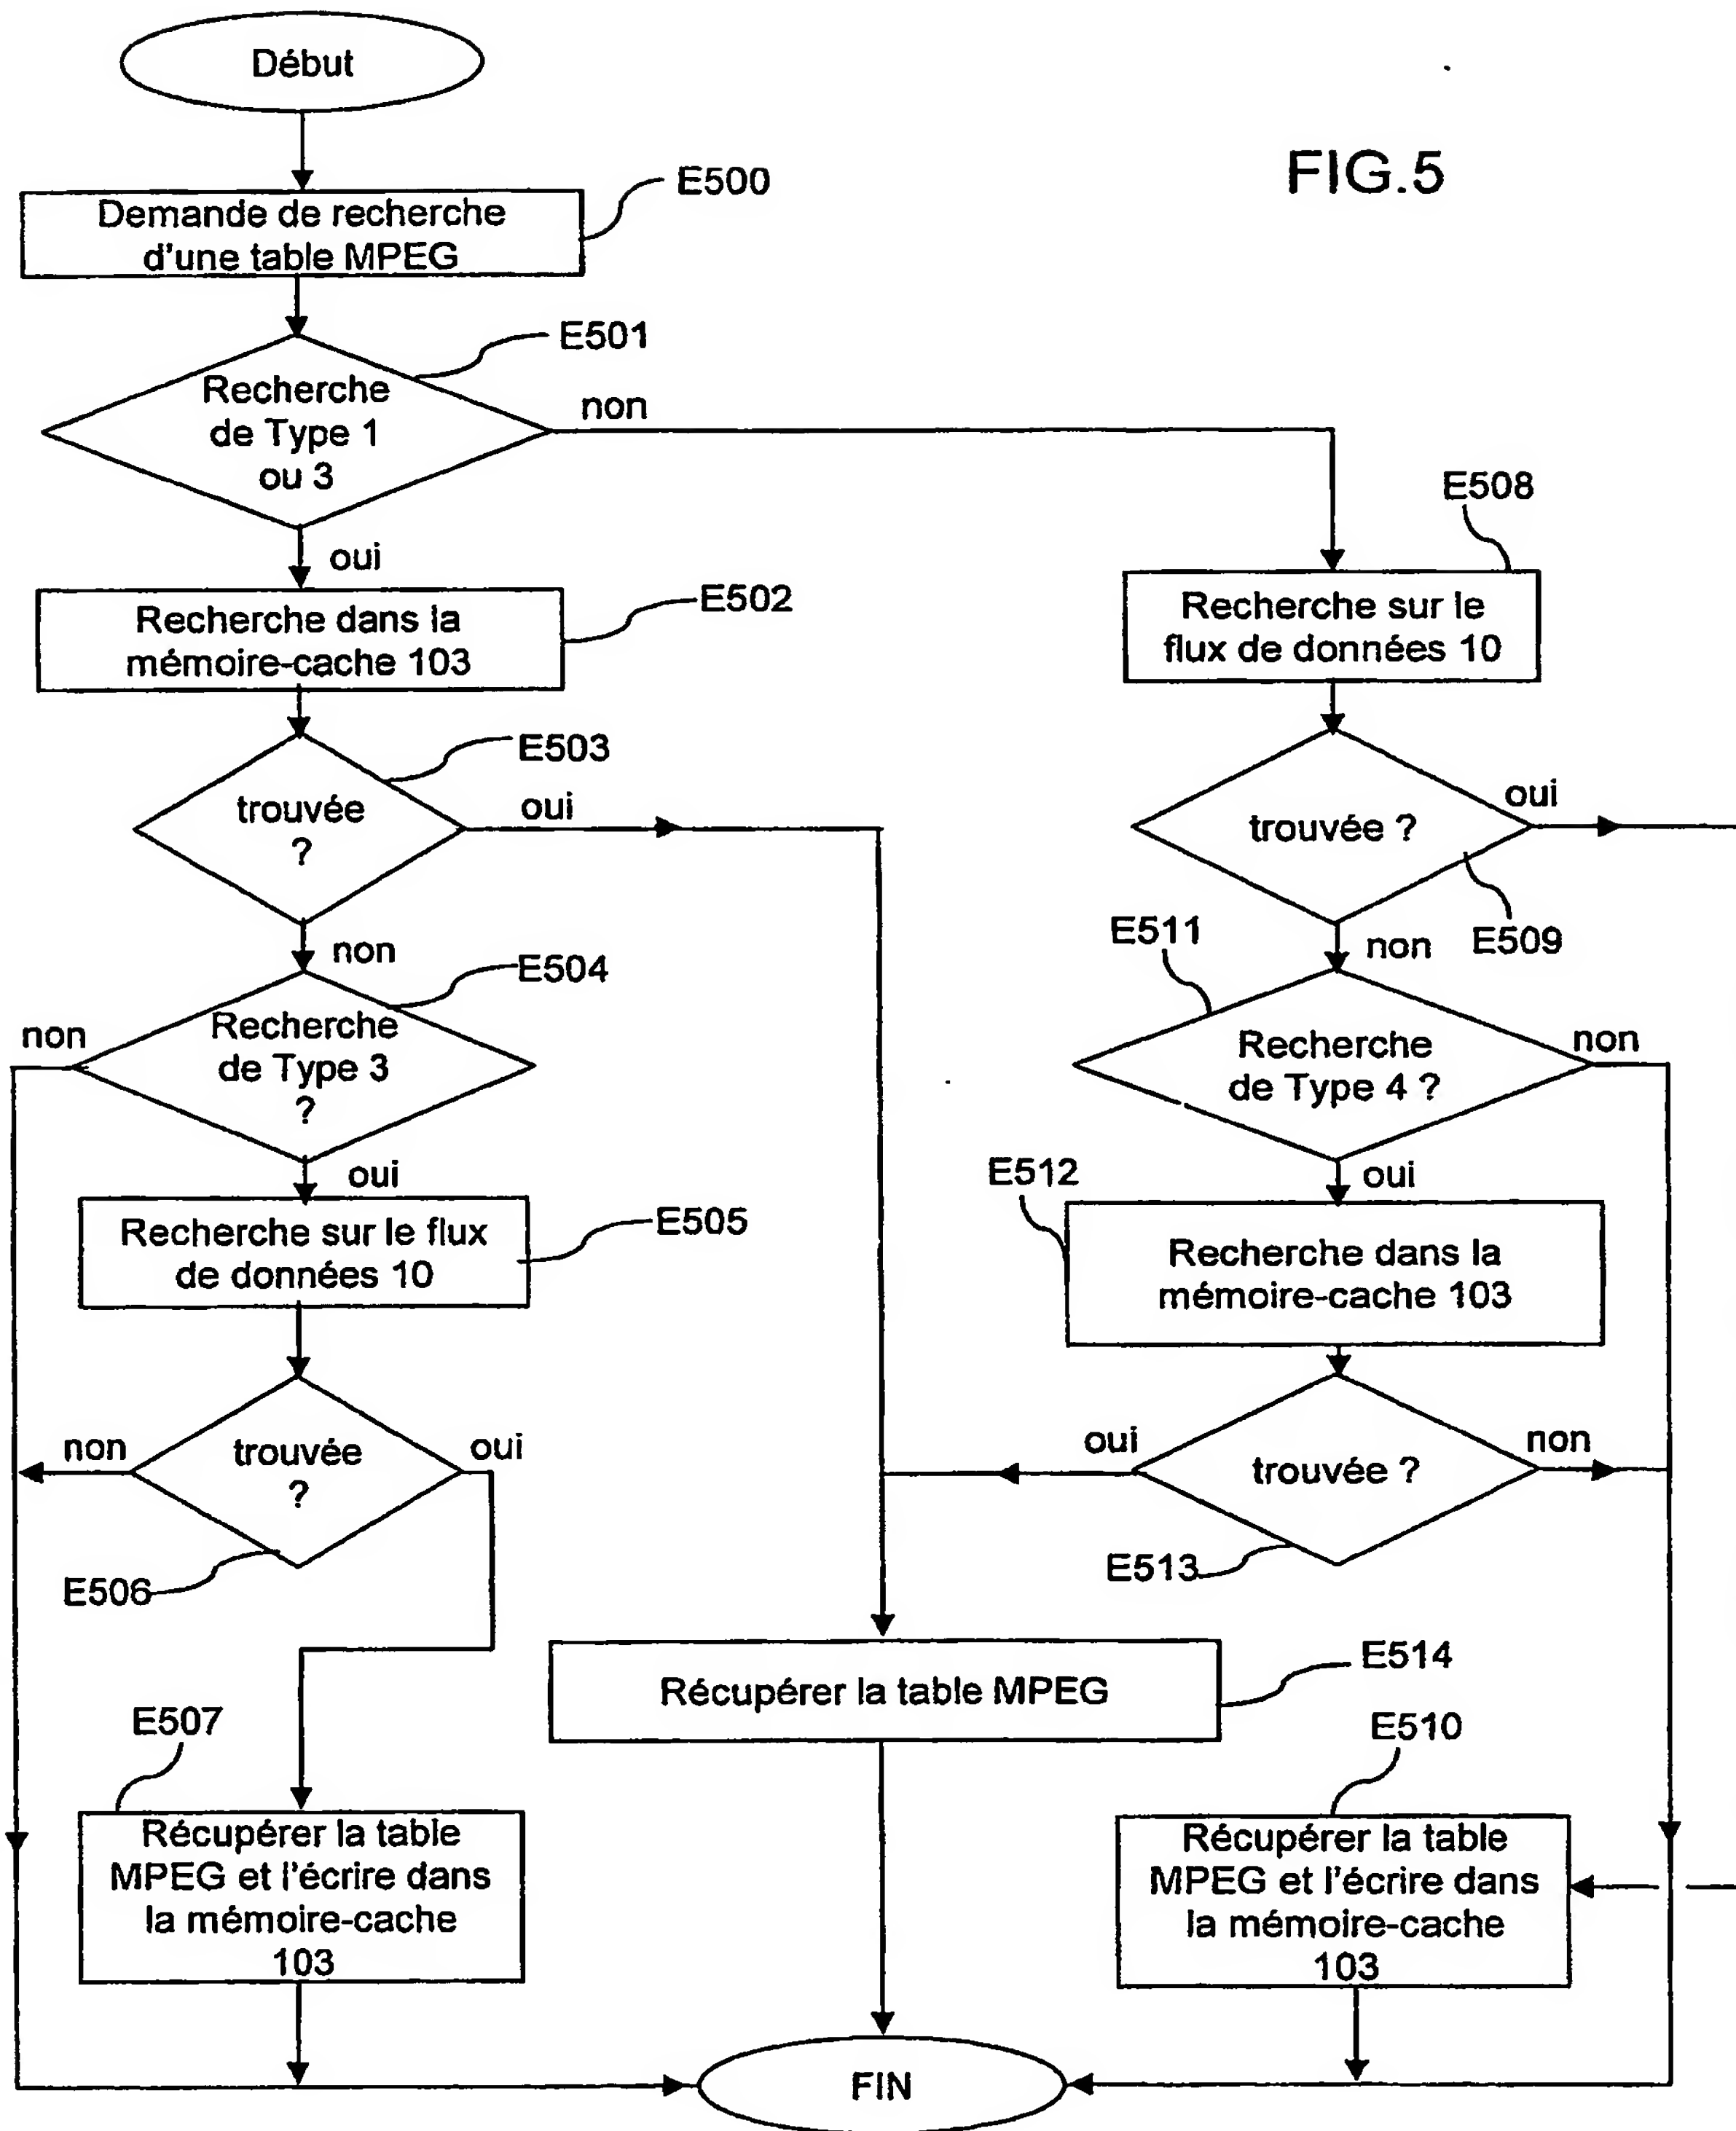 Début
FIG.5
E500
Demande de recherche
d'une table MPEG
E501
Recherche
de Type 1
ou 3
non
oui
E502
Recherche dans la
mémoire-cache 103
E503
trouvée
?
oui
non
E504
Recherche
de Type 3
?
non
oui
E505
Recherche sur le flux
de données 10
trouvée
?
non
oui
E506
E507
Récupérer la table
MPEG et l'écrire dans
la mémoire-cache
103
E508
Recherche sur le
flux de données 10
trouvée ?
oui
E509
non
E511
Recherche
de Type 4 ?
non
oui
E512
Recherche dans la
mémoire-cache 103
trouvée ?
oui
non
E513
E514
Récupérer la table MPEG
E510
Récupérer la table
MPEG et l'écrire dans
la mémoire-cache
103
FIN